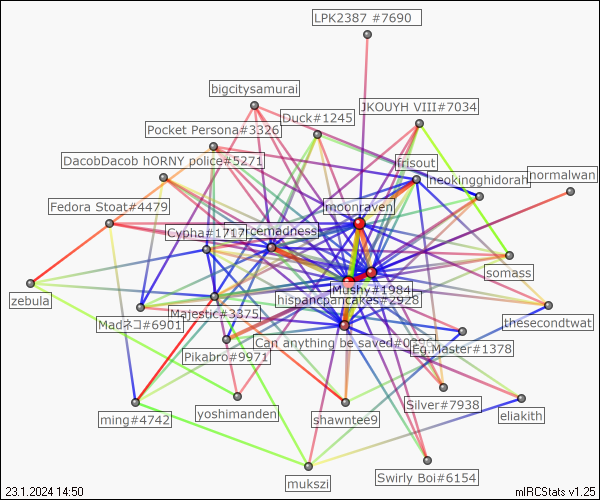 LPK2387 #7690
bigcitysamurai
JKOUYH VIII#7034
Duck#1245
Pocket Persona#3326
DacobDacob hORNY police#5271
frisout
normalwan
neokingghidorah
Fedora Stoat#4479
moonraven
Cypha#1717
cemadness
somass
Mushy#1984
zebula
hispancpancakes#2928
Madネコ#6901
Majestic#3375
thesecondtwat
Can anything be saved#0
Pikabro#9971
Eg.Master#1378
ming#4742
yoshimanden
shawntee9
Silver#7938
eliakith
mukszi
Swirly Boi#6154
23.1.2024 14:50
mIRCStats v1.25